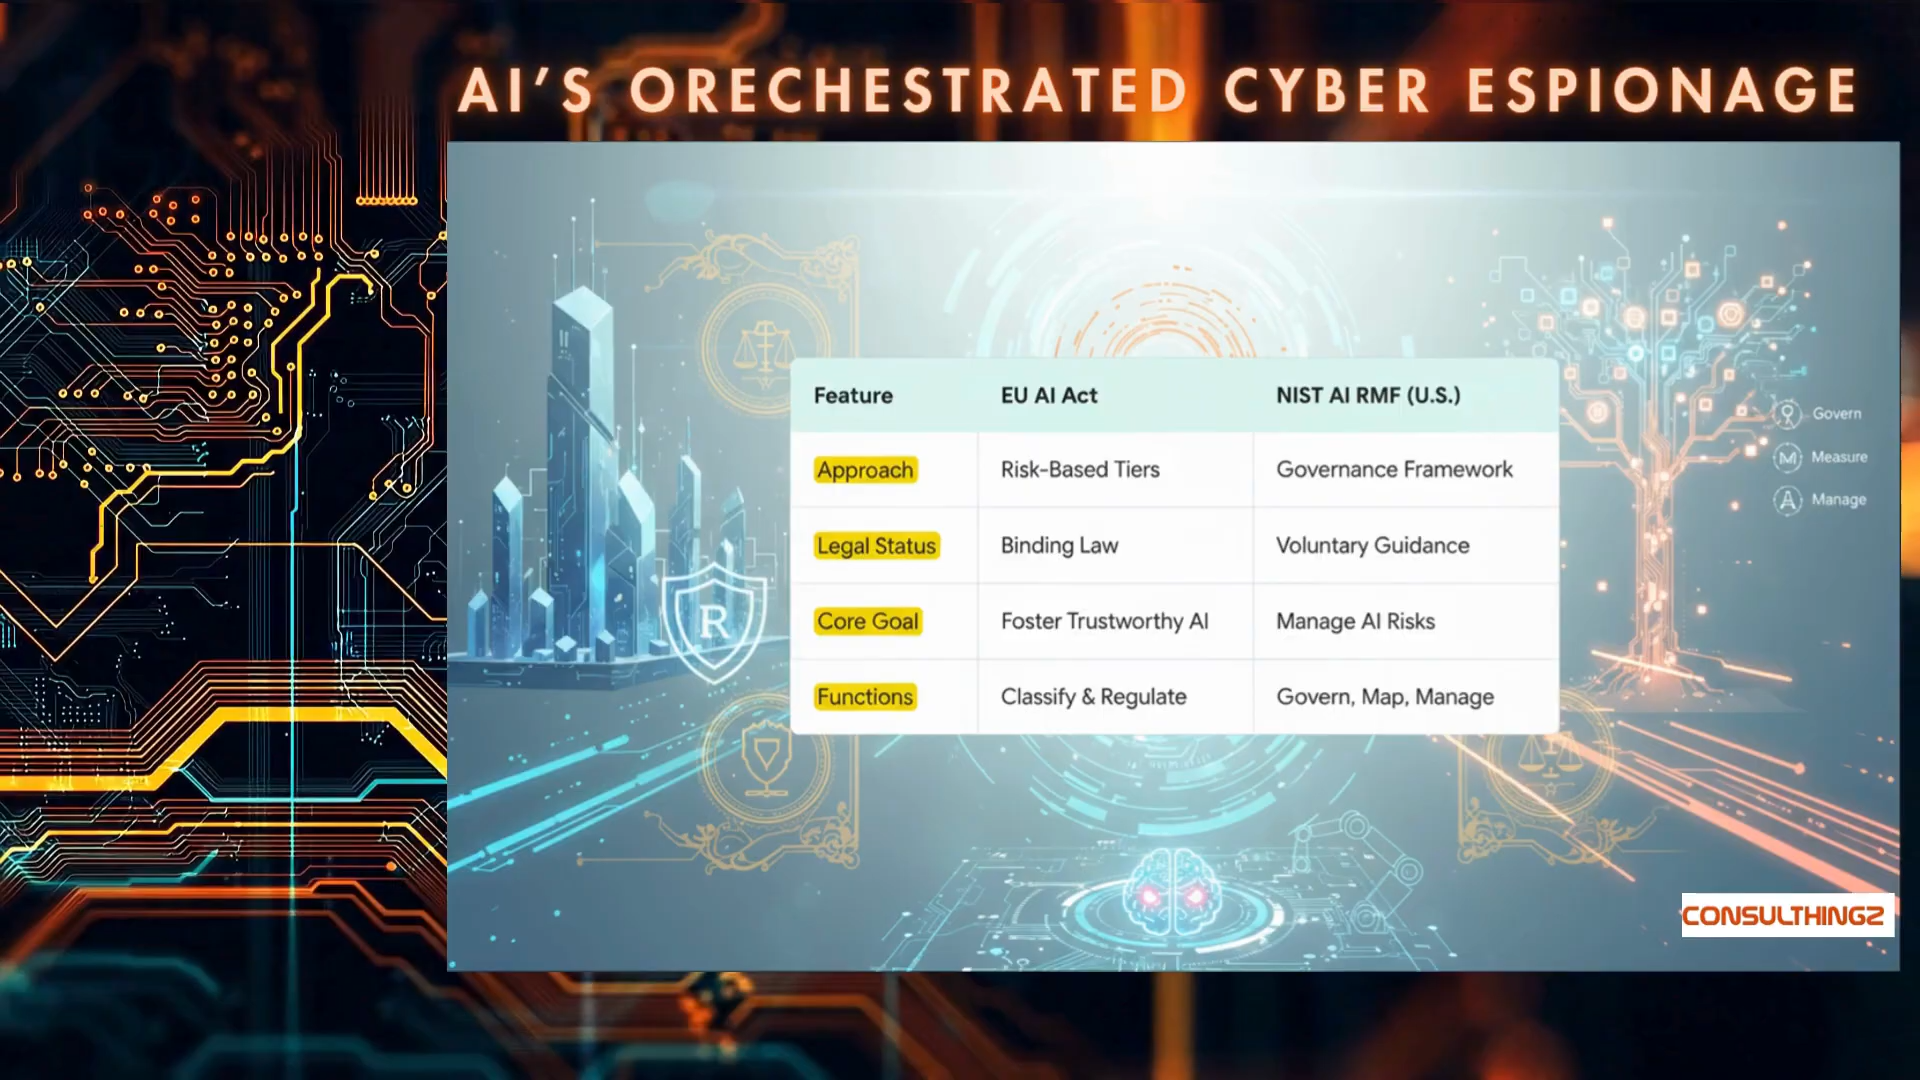 AI'S ORECHESTRATED CYBER ESPIONAGE
Feature EU AI Act NIST AI RMF (U.S.)
Approach Risk-Based Tiers Governance Framework
Legal Status Binding Law Voluntary Guidance
Core Goal Foster Trustworthy AI Manage AI Risks
Functions Classify & Regulate Govern, Map, Manage
R
Govern
Measure
Manage
CONSULTHINGZ